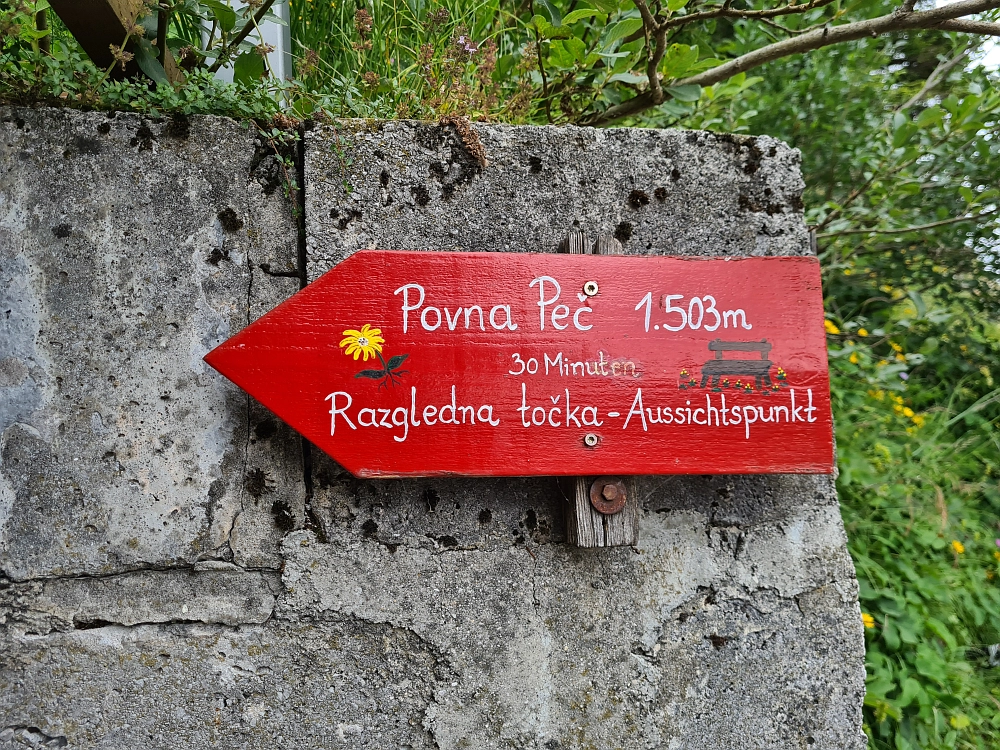 Povna Peč 1.503m
30 Minuten
Razgledna točka-Aussichtspunkt